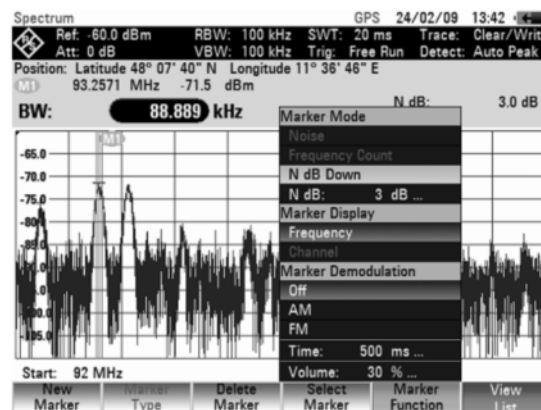 Spectrum GPS 24/02/09 13:42
Ref: -60.0 dBm RBW: 100 kHz SWT: 20 ms Trace: Clear/Writ
Att: 0 dB VBW: 100 kHz Trig: Free Run Detect: Auto Peak
Position: Latitude 48° 07' 40" N Longitude 11° 36' 46" E
M1 93.2571 MHz -71.5 dBm
N dB: 3.0 dB
BW: 88.889 kHz
Marker Mode
M1
Noise
Frequency Count
-65.0
N dB Down
-70.0
N dB: 3 dB ...
-75.0
Marker Display
Frequency
Channel
Marker Demodulation
Off
AM
FM
Time: 500 ms ...
Start: 92 MHz
Volume: 30 % ...
New Marker
Marker Type
Delete Marker
Select Marker
Marker Function
View List